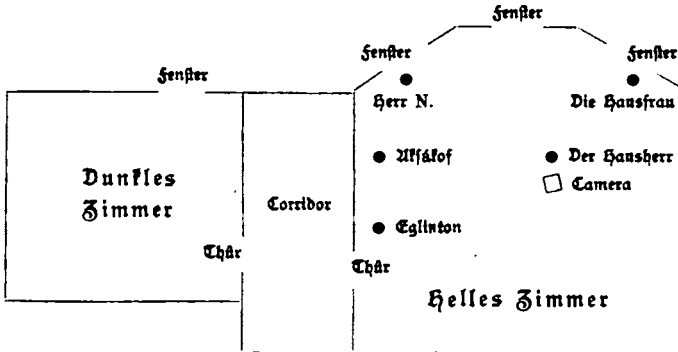 Fenster
Fenster
Fenster
Fenster
Herr N.
Die Hausfrau
Aksákof
Der Hausherr
Camera
Dunkles
Zimmer
Corridor
Eglinton
Thür
Thür
Helles Zimmer